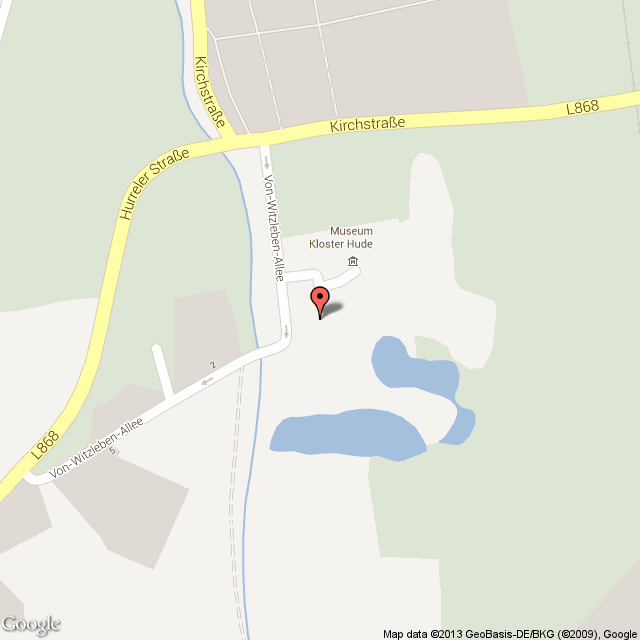 Kirchstraße
Kirchstraße
L868
Hurreler Straße
Von-Witzleben-Allee
Museum
Kloster Hude
2
L868
Von-Witzleben-Allee
5
Google
Map data ©2013 GeoBasis-DE/BKG (©2009), Google